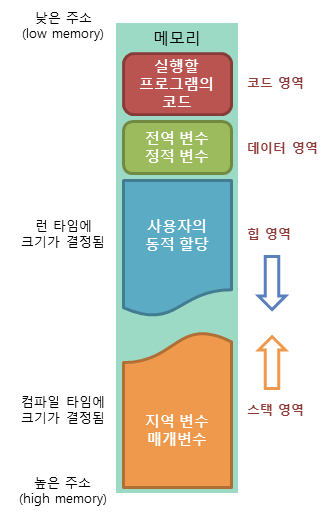 낮은 주소
(low memory)
메모리
실행할
프로그램의
코드
코드 영역
전역 변수
정적 변수
데이터 영역
런 타임에
크기가 결정됨
사용자의
동적 할당
힙 영역
컴파일 타임에
크기가 결정됨
지역 변수
매개변수
스택 영역
높은 주소
(high memory)